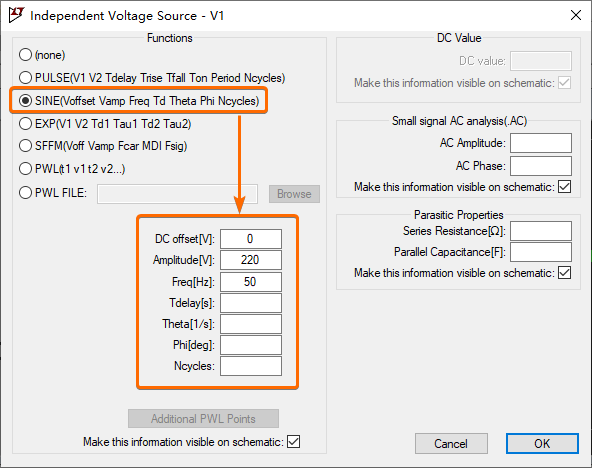 Independent Voltage Source - V1
Functions
(none)
PULSE(V1 V2 Tdelay Trise Tfall Ton Period Ncycles)
SINE(Voffset Vamp Freq Td Theta Phi Ncycles)
EXP(V1 V2 Td1 Tau1 Td2 Tau2)
SFFM(Voff Vamp Fcar MDI Fsig)
PWL(t1 v1 t2 v2...)
PWL FILE:
Browse
DC offset[V]: 0
Amplitude[V]: 220
Freq[Hz]: 50
Tdelay[s]:
Theta[1/s]:
Phi[deg]:
Ncycles:
Additional PWL Points
Make this information visible on schematic:
DC Value
DC value:
Make this information visible on schematic:
Small signal AC analysis(.AC)
AC Amplitude:
AC Phase:
Make this information visible on schematic:
Parasitic Properties
Series Resistance[Ω]:
Parallel Capacitance[F]:
Make this information visible on schematic:
Cancel
OK